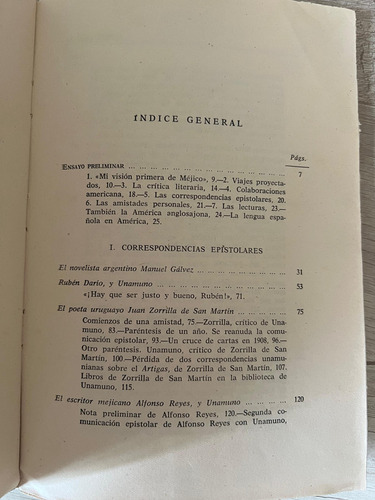 ÍNDICE GENERAL
Págs.
ENSAYO PRELIMINAR ... ... ... ... ... ... ... ... ... ... ... ... ... 7
1. «Mi visión primera de Méjico», 9.—2. Viajes proyecta-
dos, 10.—3. La crítica literaria, 14.—4. Colaboraciones
americana, 18.—5. Las correspondencias epistolares, 20.
6. Las amistades personales, 21.—7. Las lecturas, 23.—
También la América anglosajona, 24.—La lengua espa-
ñola en América, 25.
I. CORRESPONDENCIAS EPÍSTOLARES
El novelista argentino Manuel Gálvez ... ... ... ... ... ... ... 31
Rubén Darío, y Unamuno ... ... ... ... ... ... ... ... ... ... 53
«¡Hay que ser justo y bueno, Rubén!», 71.
El poeta uruguayo Juan Zorrilla de San Martín ... ... ... ... 75
Comienzos de una amistad, 75—Zorrilla, crítico de Una-
muno, 83.—Paréntesis de un año. Se reanuda la co-
municación epistolar, 93.—Un cruce de cartas en 1908, 96.—
Otro paréntesis. Unamuno, crítico de Zorrilla de San
Martín, 100.—Pérdida de dos correspondencias unamu-
nianas sobre el Artigas, de Zorrilla de San Martín, 107.
Libros de Zorrilla de San Martín en la biblioteca de
Unamuno, 115.
El escritor mejicano Alfonso Reyes, y Unamuno ... ... ... ... 120
Nota preliminar de Alfonso Reyes, 120.—Segunda co-
municación epistolar de Alfonso Reyes con Unamuno,